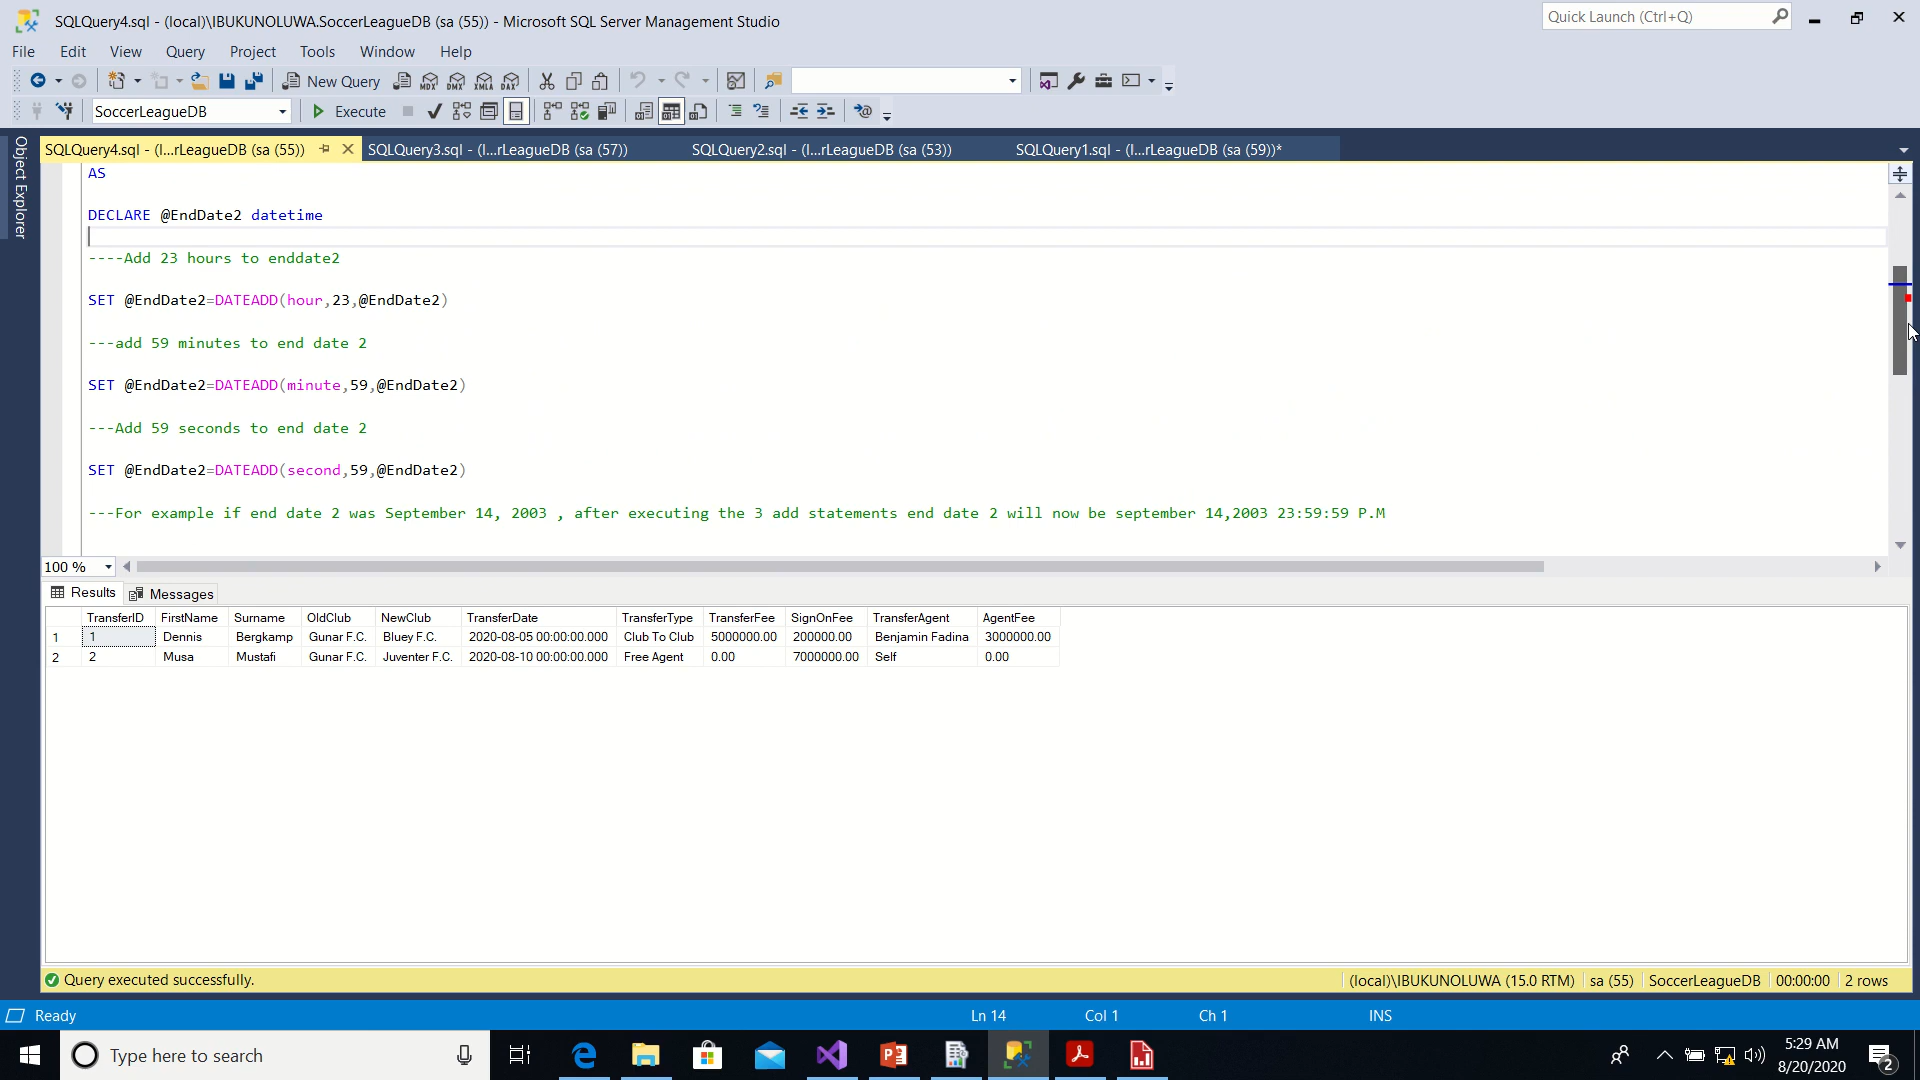 SQLQuery4.sql - (local)\IBUKUNOLUWA.SoccerLeagueDB (sa (55)) - Microsoft SQL Server Management Studio
Quick Launch (Ctrl+Q)
File Edit View Query Project Tools Window Help
New Query MDX DMX XMLA DAX
SoccerLeagueDB Execute
Object Explorer
SQLQuery4.sql - (l...rLeagueDB (sa (55)) SQLQuery3.sql - (l...rLeagueDB (sa (57)) SQLQuery2.sql - (l...rLeagueDB (sa (53)) SQLQuery1.sql - (l...rLeagueDB (sa (59))*
AS
DECLARE @EndDate2 datetime
----Add 23 hours to enddate2
SET @EndDate2=DATEADD(hour,23,@EndDate2)
---add 59 minutes to end date 2
SET @EndDate2=DATEADD(minute,59,@EndDate2)
---Add 59 seconds to end date 2
SET @EndDate2=DATEADD(second,59,@EndDate2)
---For example if end date 2 was September 14, 2003 , after executing the 3 add statements end date 2 will now be september 14,2003 23:59:59 P.M
100 %
Results Messages
TransferID FirstName Surname OldClub NewClub TransferDate TransferType TransferFee SignOnFee TransferAgent AgentFee
1 1 Dennis Bergkamp Gunar F.C. Bluey F.C. 2020-08-05 00:00:00.000 Club To Club 5000000.00 200000.00 Benjamin Fadina 3000000.00
2 2 Musa Mustafi Gunar F.C. Juventer F.C. 2020-08-10 00:00:00.000 Free Agent 0.00 7000000.00 Self 0.00
Query executed successfully. (local)\IBUKUNOLUWA (15.0 RTM) sa (55) SoccerLeagueDB 00:00:00 2 rows
Ready Ln 14 Col 1 Ch 1 INS
Type here to search
5:29 AM
8/20/2020
2